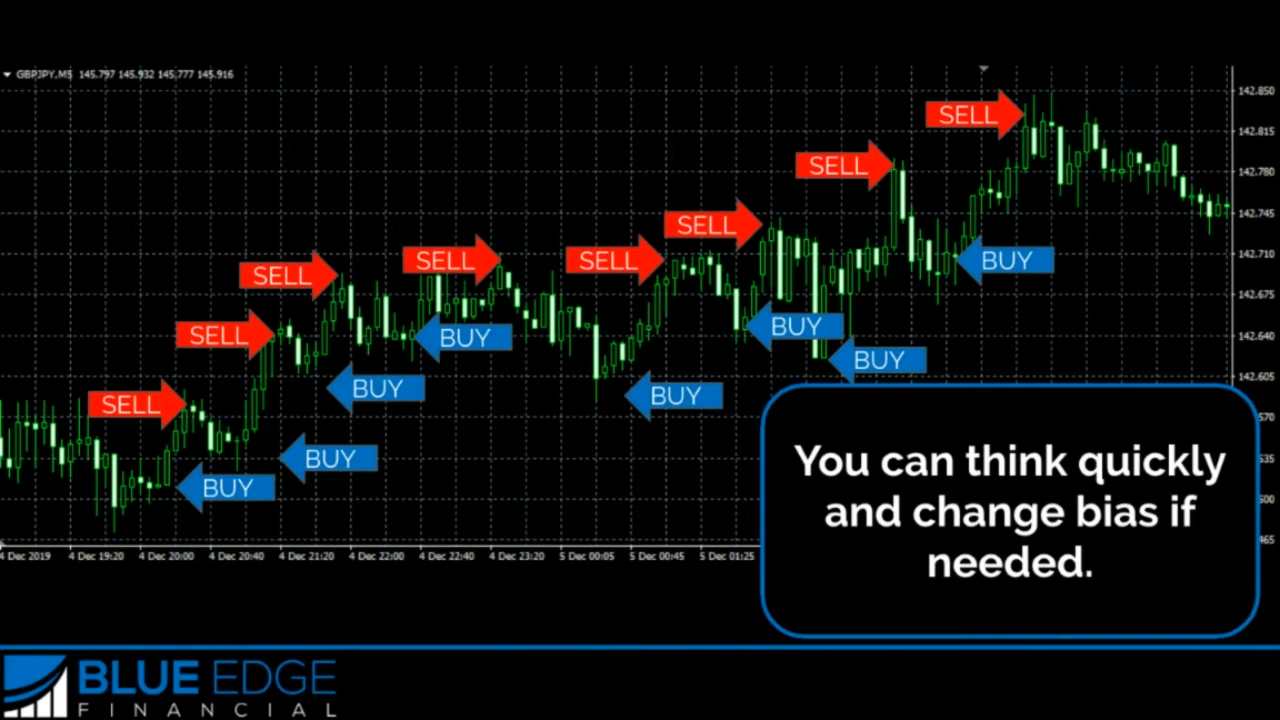 GBPJPY,M5 145.797 145.932 145.777 145.916
142.850
SELL
142.815
SELL
142.780
SELL
142.745
SELL
SELL
SELL
BUY
142.710
SELL
142.675
BUY
BUY
142.640
SELL
BUY
142.605
BUY
BUY
SELL
570
BUY
535
BUY
500
465
You can think quickly
and change bias if
needed.
4 Dec 2019 4 Dec 19:20 4 Dec 20:00 4 Dec 20:40 4 Dec 21:20 4 Dec 22:00 4 Dec 22:40 4 Dec 23:20 5 Dec 00:05 5 Dec 00:45 5 Dec 01:25
BLUE EDGE
FINANCIAL